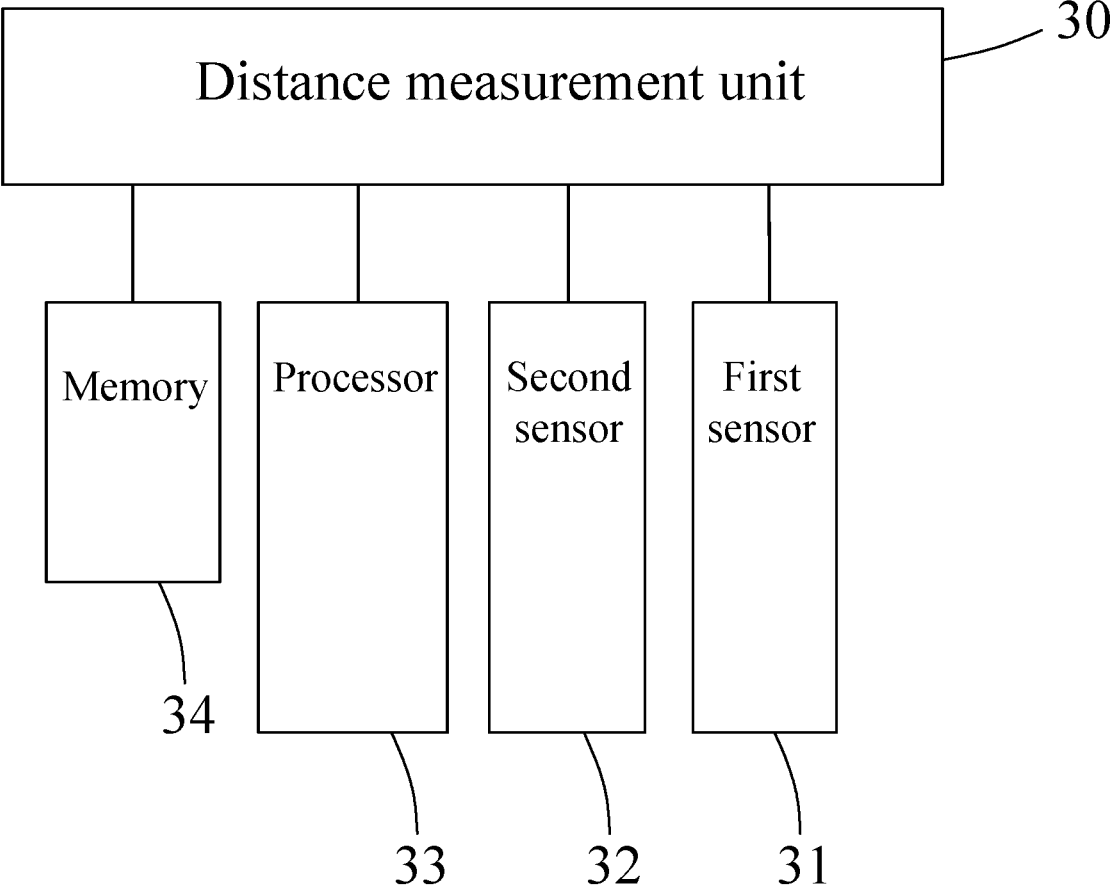 30
Distance measurement unit
Memory
Processor
Second
sensor
First
sensor
34
33
32
31